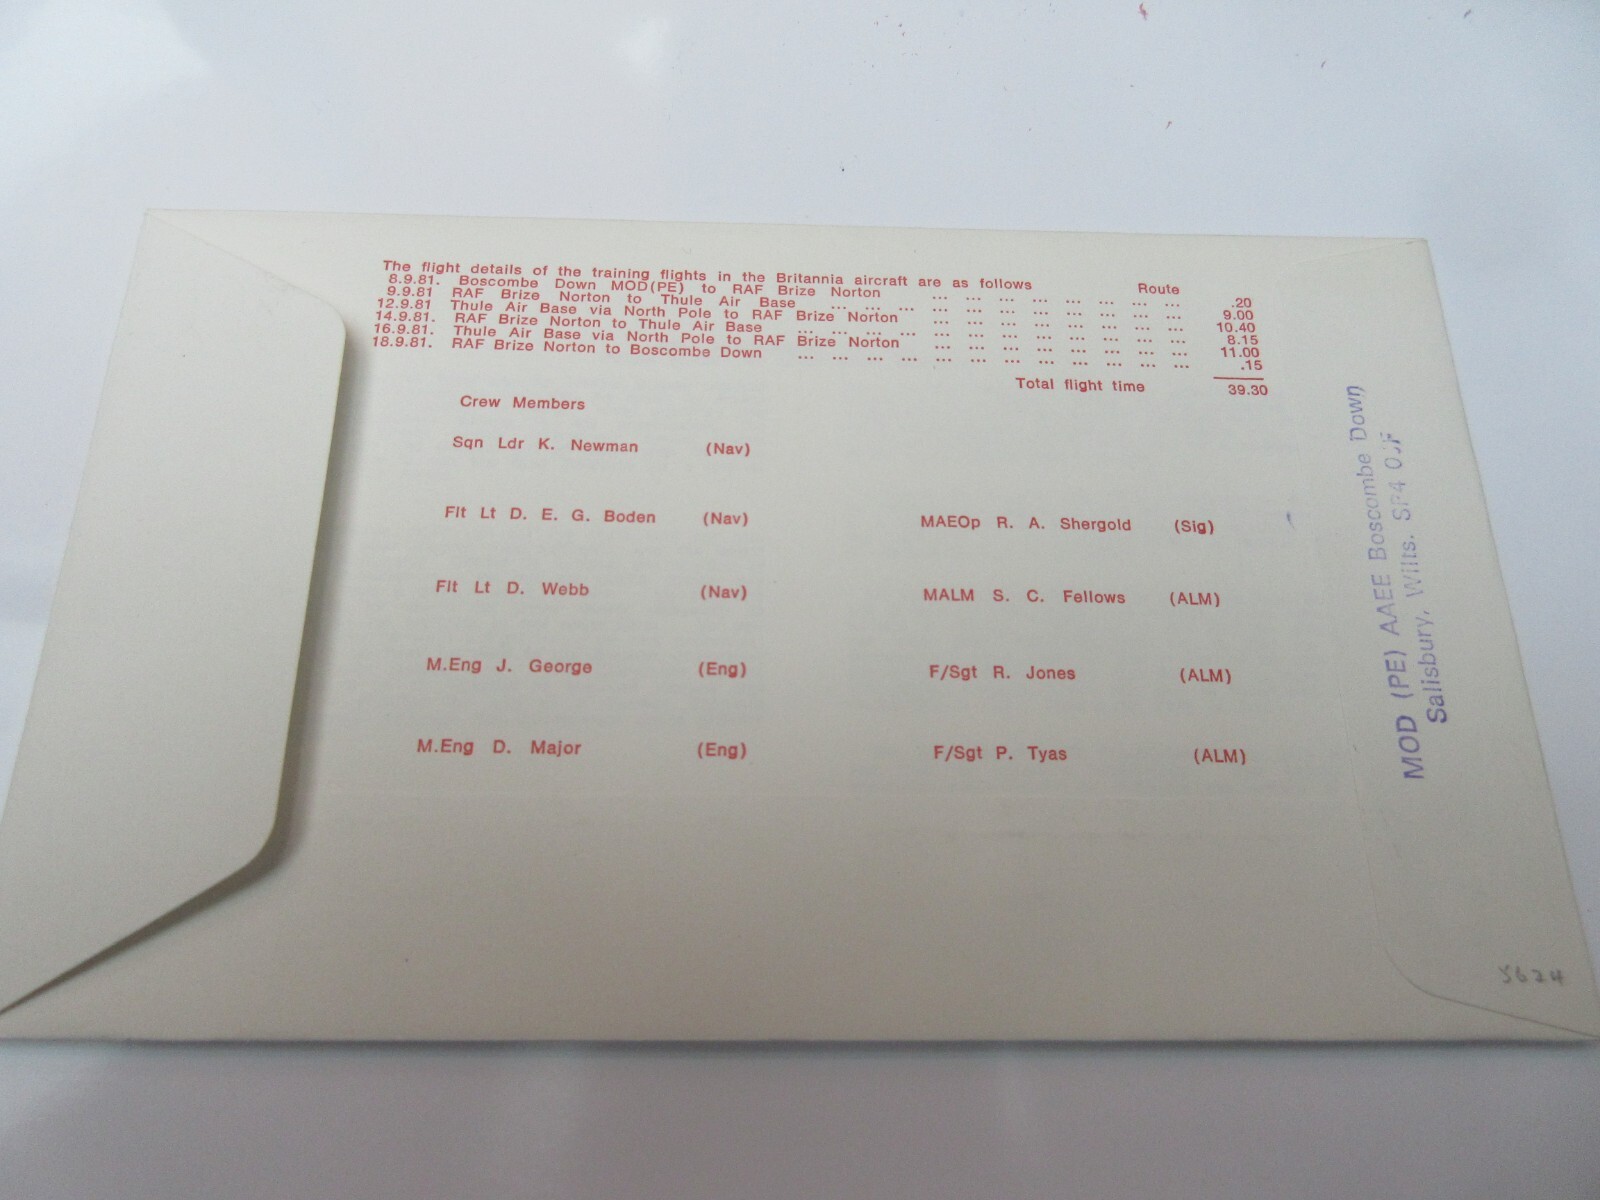 The flight details of the training flights in the Britannia aircraft are as follows
Route
8.9.81. Boscombe Down MOD(PE) to RAF Brize Norton ... ... ... ... ... ... ... ... .20
9.9.81 RAF Brize Norton to Thule Air Base ... ... ... ... ... ... ... ... ... ... ... 9.00
12.9.81 Thule Air Base via North Pole to RAF Brize Norton ... ... ... ... ... ... ... ... 10.40
14.9.81. RAF Brize Norton to Thule Air Base ... ... ... ... ... ... ... ... ... ... ... ... 8.15
16.9.81. Thule Air Base via North Pole to RAF Brize Norton ... ... ... ... ... ... ... ... 11.00
18.9.81. RAF Brize Norton to Boscombe Down ... ... ... ... ... ... ... ... ... ... ... ... .15
Total flight time 39.30
Crew Members
Sqn Ldr K. Newman (Nav)
Flt Lt D. E. G. Boden (Nav) MAEOp R. A. Shergold (Sig)
Flt Lt D. Webb (Nav) MALM S. C. Fellows (ALM)
M.Eng J. George (Eng) F/Sgt R. Jones (ALM)
M.Eng D. Major (Eng) F/Sgt P. Tyas (ALM)
MOD (PE) AAEE Boscombe Down
Salisbury, Wilts. SP4 0JF
5624